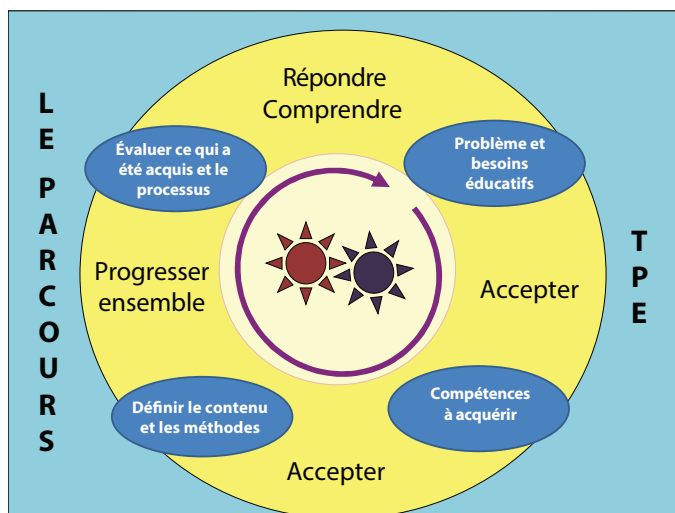 LE PARCOURS
Répondre
Comprendre
Évaluer ce qui a
été acquis et le
processus
Problème et
besoins
éducatifs
TPE
Progresser
ensemble
Accepter
Définir le contenu
et les méthodes
Compétences
à acquérir
Accepter